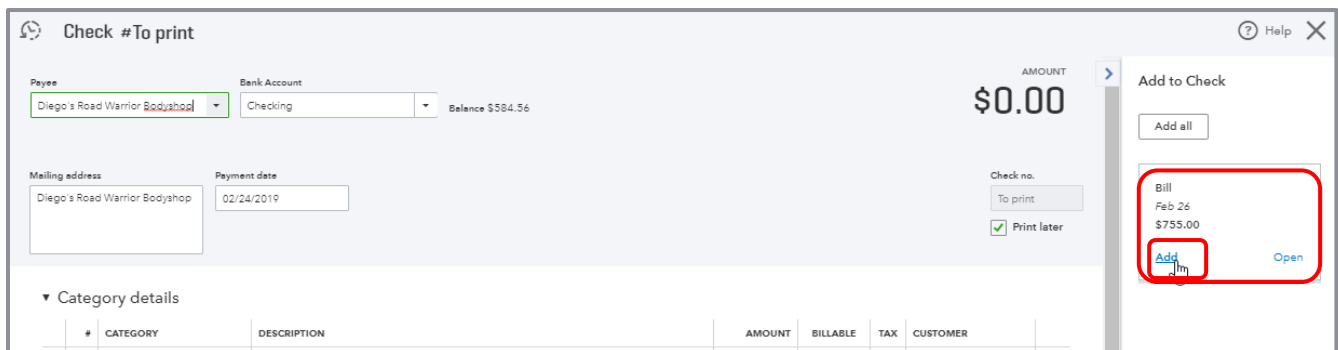 Check #To print
Help
Payee
Diego's Road Warrior Bodyshop
Bank Account
Checking
Balance $584.56
AMOUNT
$0.00
Mailing address
Diego's Road Warrior Bodyshop
Payment date
02/24/2019
Check no.
To print
Print later
Category details
# CATEGORY DESCRIPTION AMOUNT BILLABLE TAX CUSTOMER
Add to Check
Add all
Bill
Feb 26
$755.00
Add Open